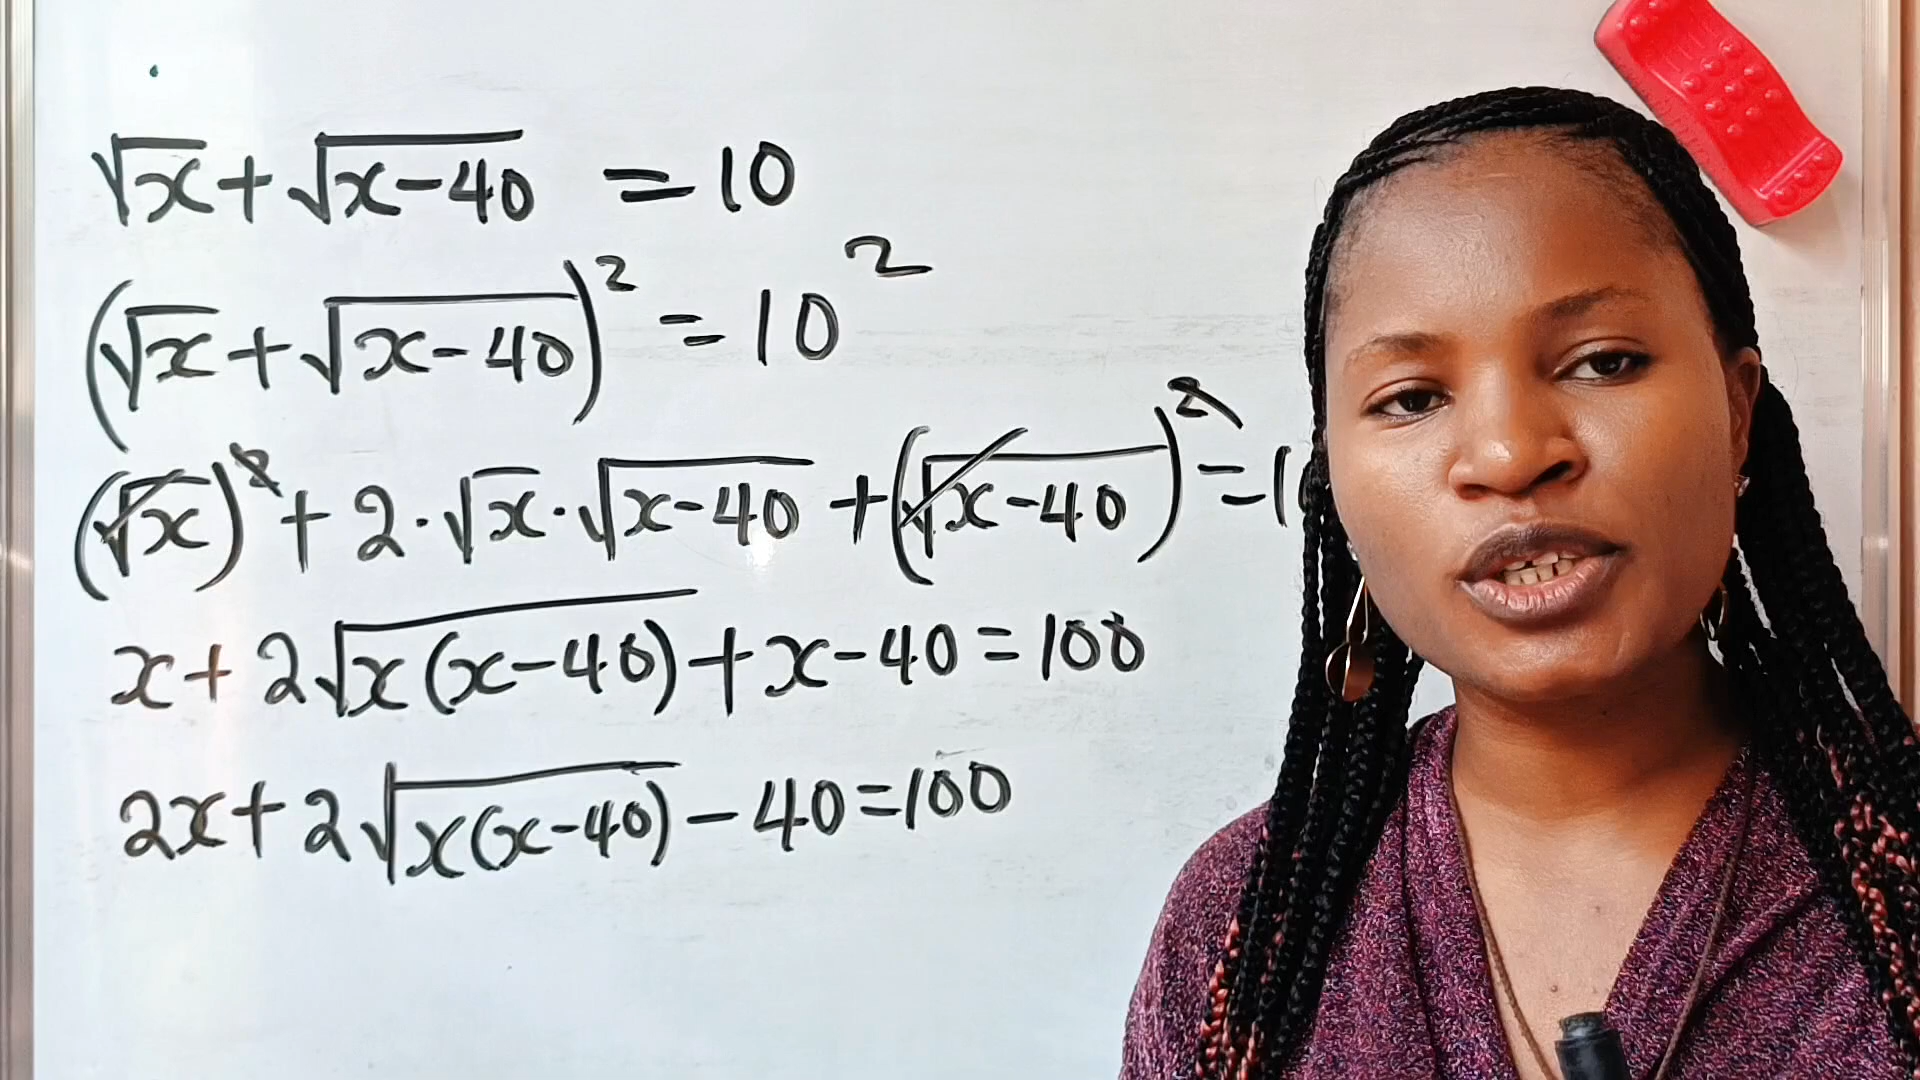 √x + √(x-40) = 10
(√x + √(x-40))² = 10²
(√x)² + 2·√x·√(x-40) + (√(x-40))² = 1
x + 2√(x(x-40)) + x - 40 = 100
2x + 2√(x(x-40)) - 40 = 100